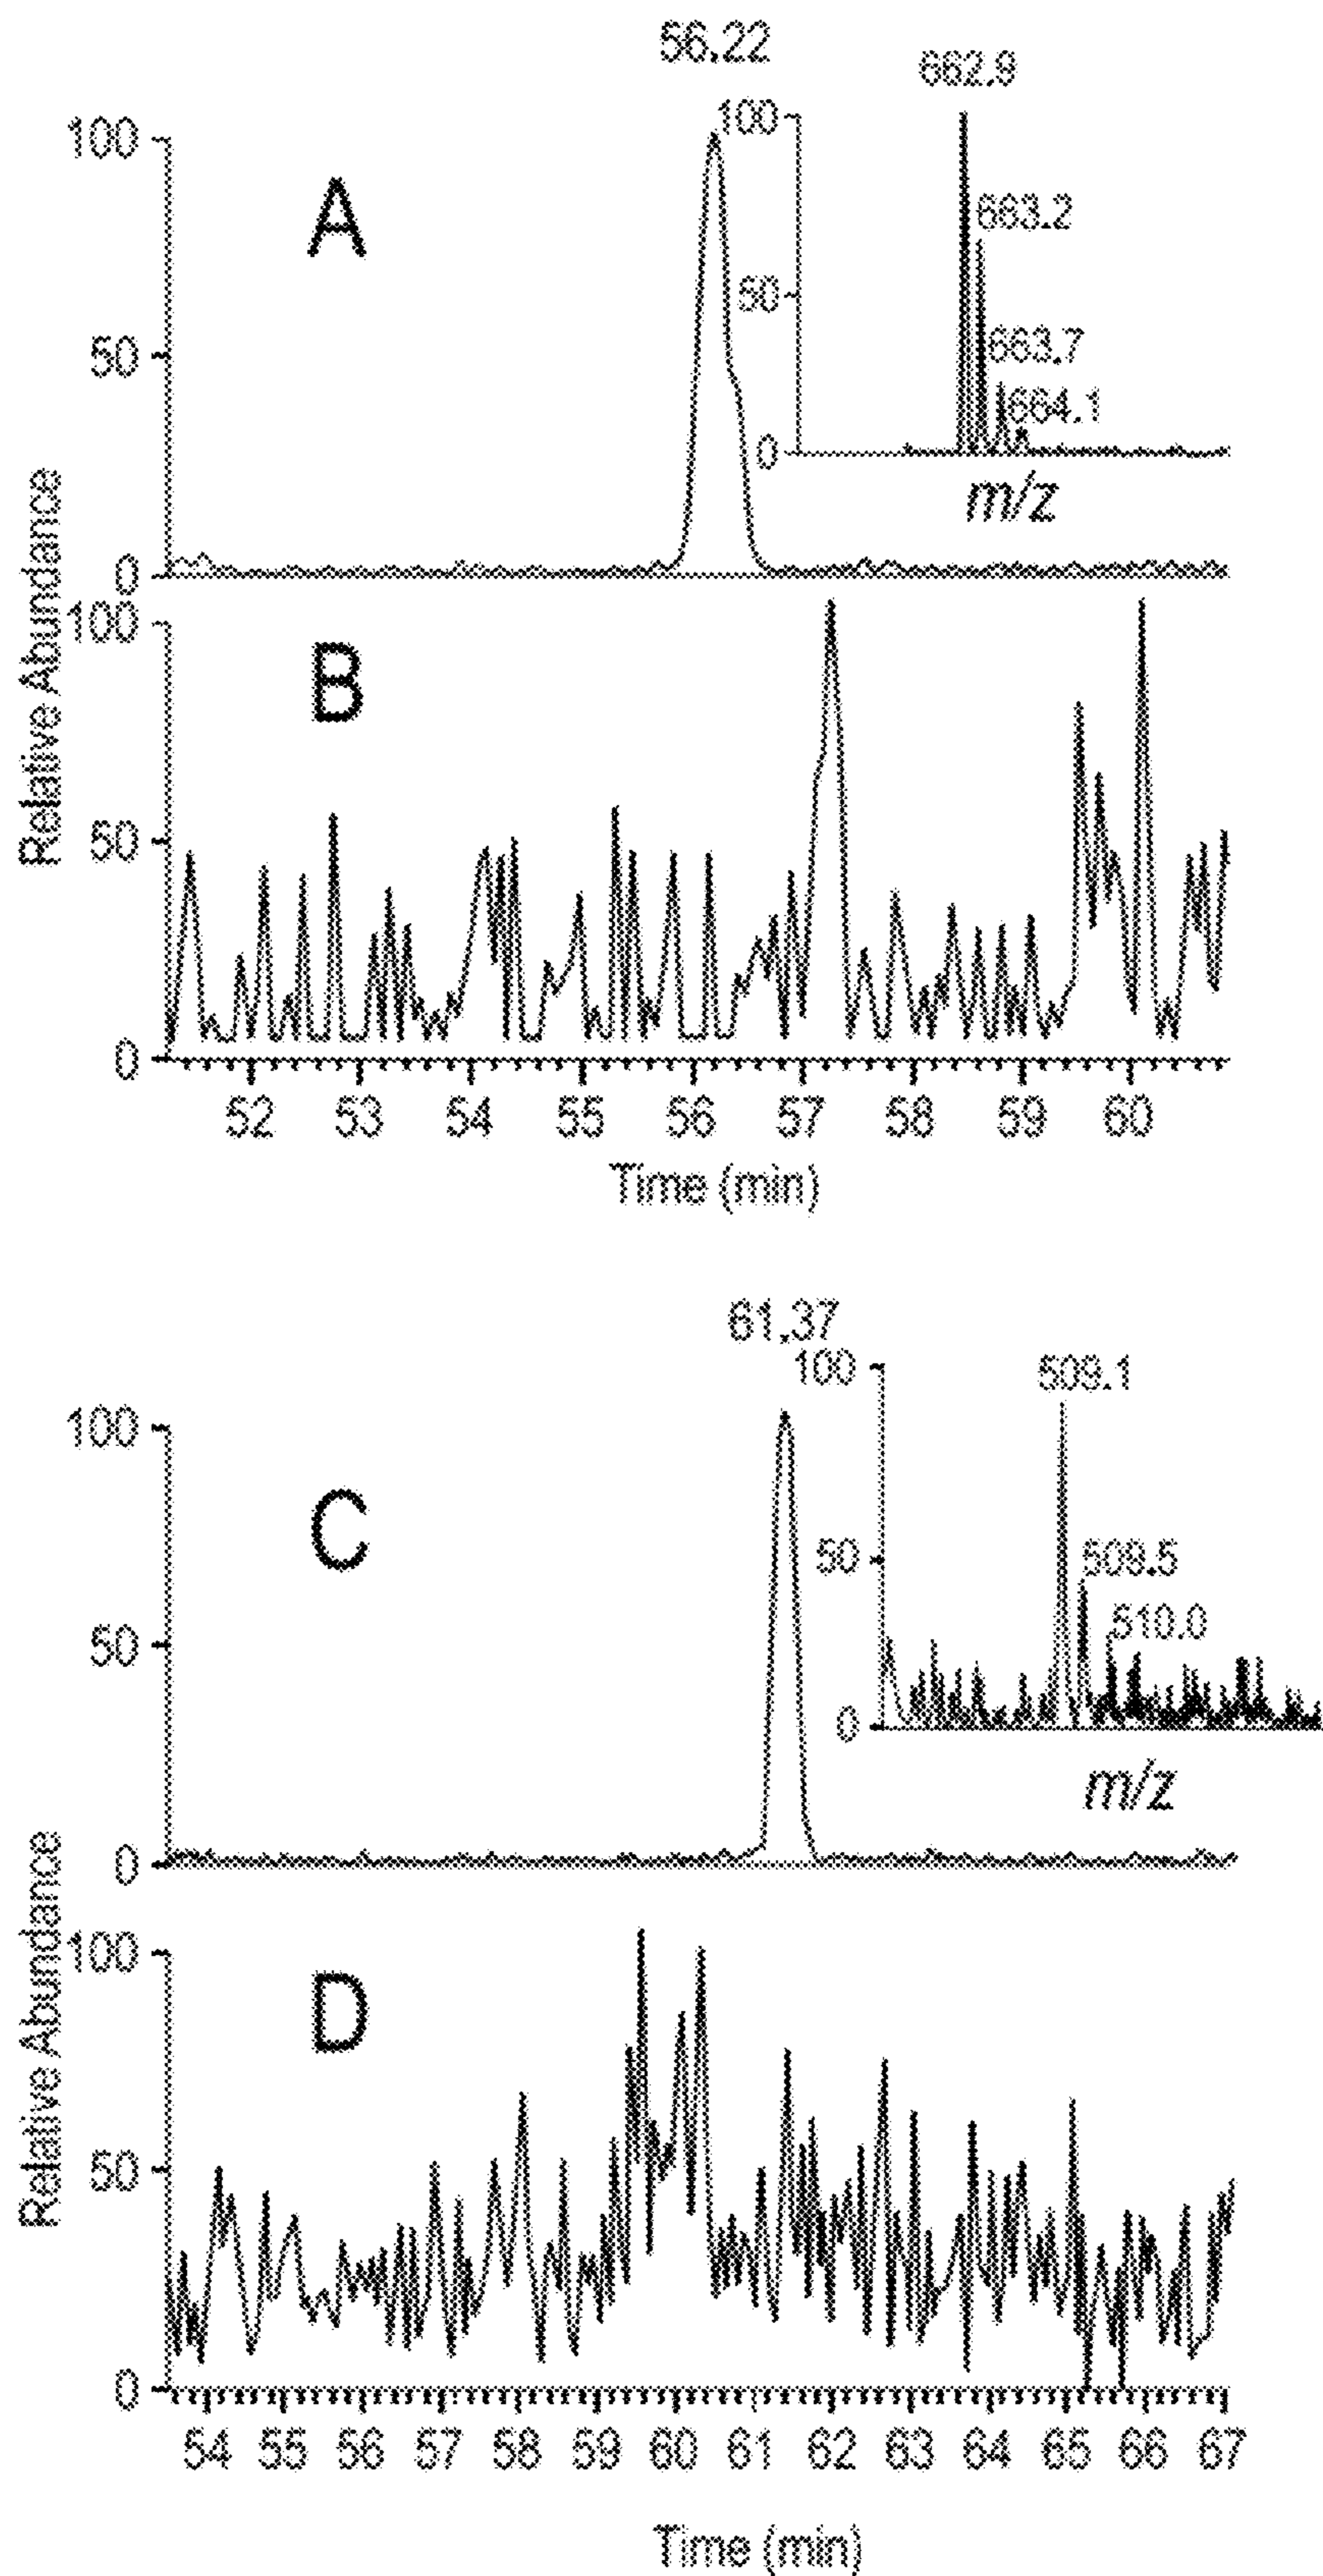 56.22
662.9
100
100
A
663.2
50
50
663.7
664.1
0
m/z
0
Relative Abundance
100
B
50
0
52 53 54 55 56 57 58 59 60
Time (min)
61.37
100
509.1
100
C
50
509.5
50
510.0
0
m/z
0
Relative Abundance
100
D
50
0
54 55 56 57 58 59 60 61 62 63 64 65 66 67
Time (min)